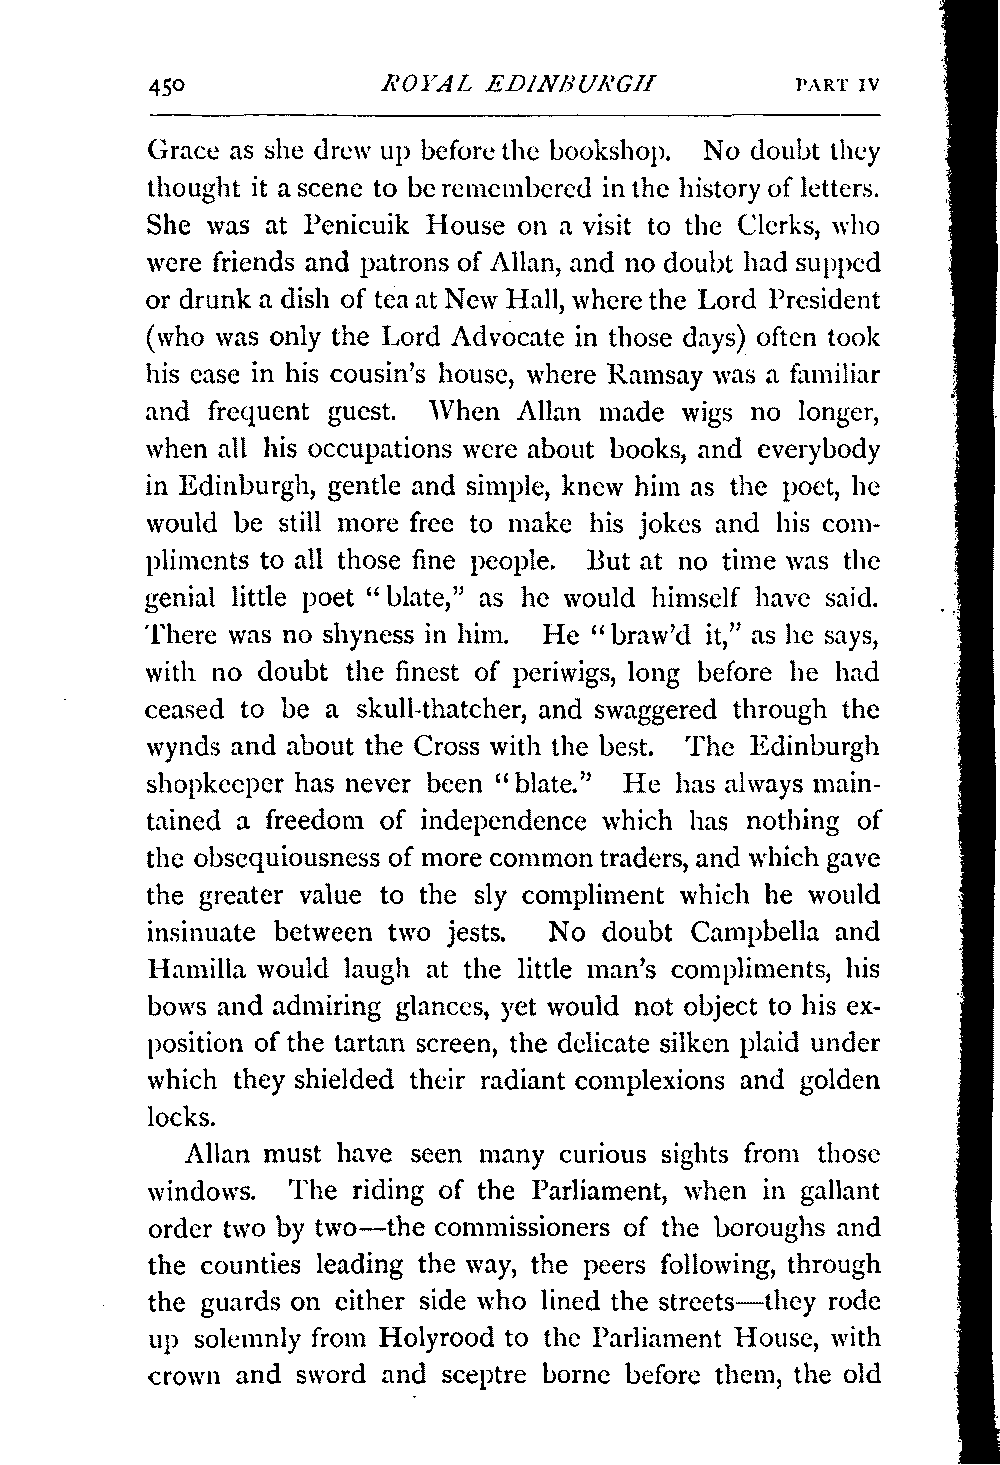 450 ROYAL EDINBURGH PART IV
Grace as she drew up before the bookshop. No doubt they
thought it a scene to be remembered in the history of letters.
She was at Penicuik House on a visit to the Clerks, who
were friends and patrons of Allan, and no doubt had supped
or drunk a dish of tea at New Hall, where the Lord President
(who was only the Lord Advocate in those days) often took
his ease in his cousin's house, where Ramsay was a familiar
and frequent guest. When Allan made wigs no longer,
when all his occupations were about books, and everybody
in Edinburgh, gentle and simple, knew him as the poet, he
would be still more free to make his jokes and his com-
pliments to all those fine people. But at no time was the
genial little poet "blate," as he would himself have said.
There was no shyness in him. He "braw'd it," as he says,
with no doubt the finest of periwigs, long before he had
ceased to be a skull-thatcher, and swaggered through the
wynds and about the Cross with the best. The Edinburgh
shopkeeper has never been "blate." He has always main-
tained a freedom of independence which has nothing of
the obsequiousness of more common traders, and which gave
the greater value to the sly compliment which he would
insinuate between two jests. No doubt Campbella and
Hamilla would laugh at the little man's compliments, his
bows and admiring glances, yet would not object to his ex-
position of the tartan screen, the delicate silken plaid under
which they shielded their radiant complexions and golden
locks.
Allan must have seen many curious sights from those
windows. The riding of the Parliament, when in gallant
order two by two—the commissioners of the boroughs and
the counties leading the way, the peers following, through
the guards on either side who lined the streets—they rode
up solemnly from Holyrood to the Parliament House, with
crown and sword and sceptre borne before them, the old